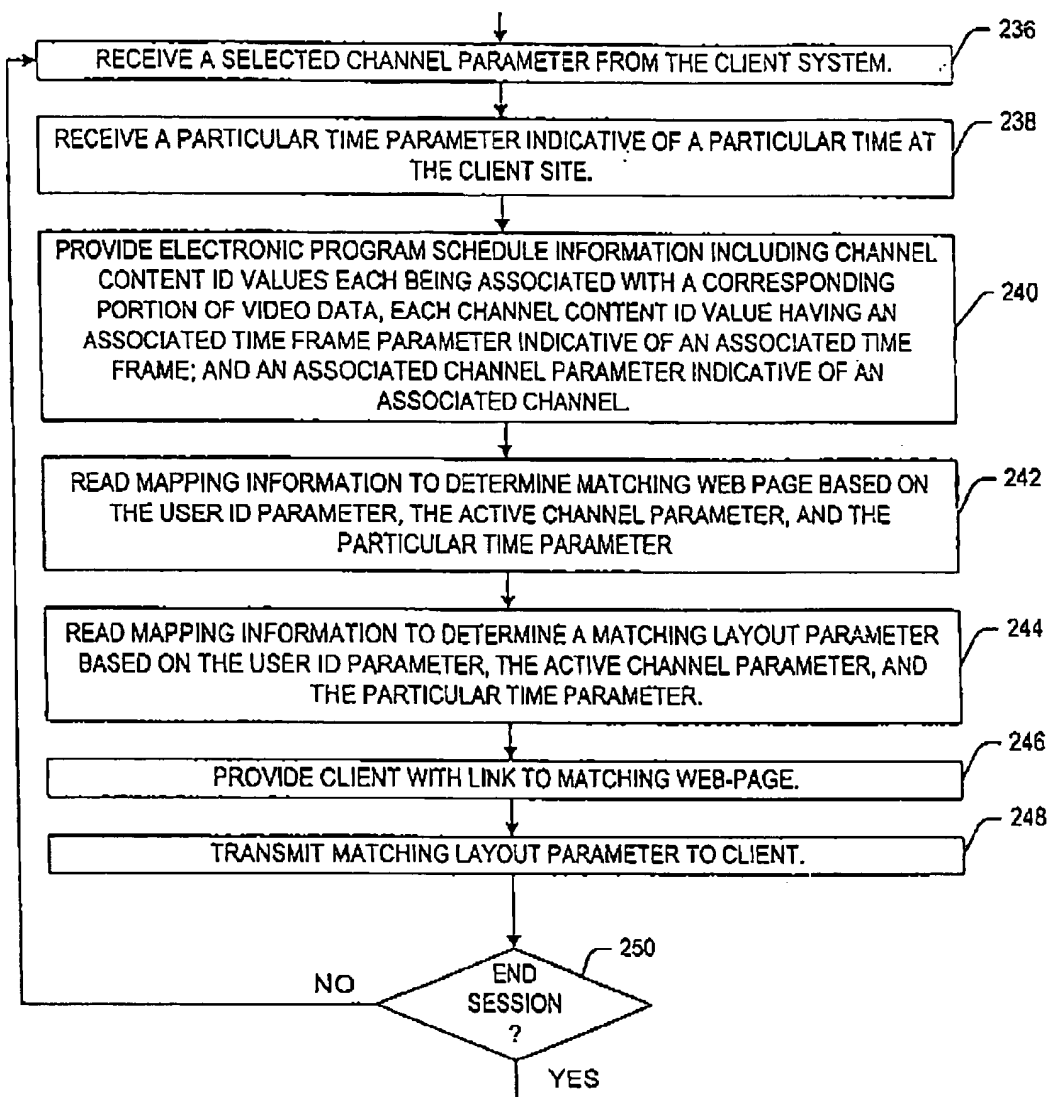 236
RECEIVE A SELECTED CHANNEL PARAMETER FROM THE CLIENT SYSTEM.
238
RECEIVE A PARTICULAR TIME PARAMETER INDICATIVE OF A PARTICULAR TIME AT
THE CLIENT SITE.
PROVIDE ELECTRONIC PROGRAM SCHEDULE INFORMATION INCLUDING CHANNEL
CONTENT ID VALUES EACH BEING ASSOCIATED WITH A CORRESPONDING
PORTION OF VIDEO DATA, EACH CHANNEL CONTENT ID VALUE HAVING AN
ASSOCIATED TIME FRAME PARAMETER INDICATIVE OF AN ASSOCIATED TIME
FRAME; AND AN ASSOCIATED CHANNEL PARAMETER INDICATIVE OF AN
ASSOCIATED CHANNEL.
240
READ MAPPING INFORMATION TO DETERMINE MATCHING WEB PAGE BASED ON
THE USER ID PARAMETER, THE ACTIVE CHANNEL PARAMETER, AND THE
PARTICULAR TIME PARAMETER
242
READ MAPPING INFORMATION TO DETERMINE A MATCHING LAYOUT PARAMETER
BASED ON THE USER ID PARAMETER, THE ACTIVE CHANNEL PARAMETER, AND
THE PARTICULAR TIME PARAMETER.
244
246
PROVIDE CLIENT WITH LINK TO MATCHING WEB-PAGE.
248
TRANSMIT MATCHING LAYOUT PARAMETER TO CLIENT.
250
END
SESSION
?
NO
YES